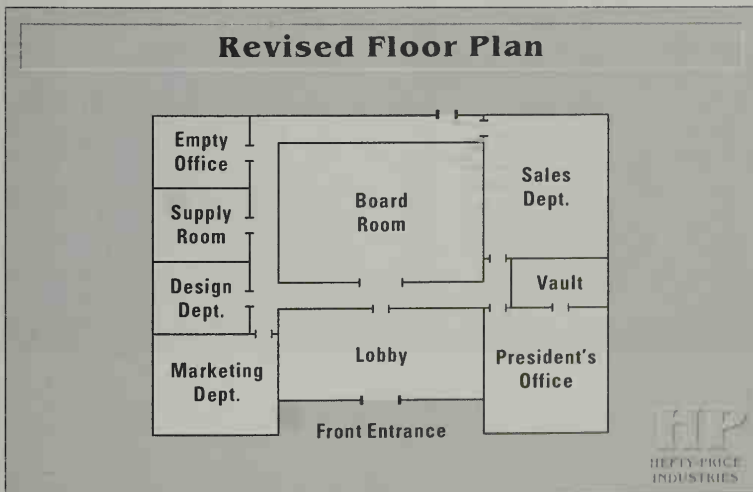 Revised Floor Plan
Empty
Office
Supply
Room
Design
Dept.
Marketing
Dept.
Board
Room
Lobby
Front Entrance
Sales
Dept.
Vault
President's
Office
HP
HEFTY-PRICE
INDUSTRIES